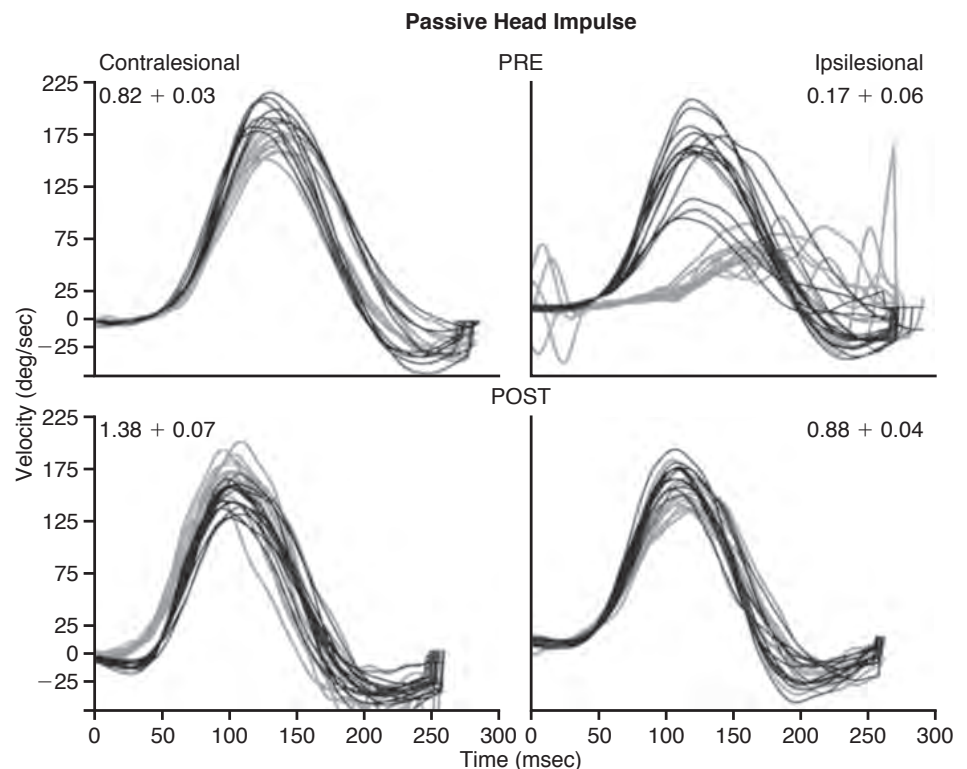 Passive Head Impulse
Contralesional
PRE
Ipsilesional
0.82 + 0.03
0.17 + 0.06
225
175
125
75
25
0
−25
POST
1.38 + 0.07
0.88 + 0.04
225
175
125
75
25
0
−25
Velocity (deg/sec)
0 50 100 150 200 250 300
0 50 100 150 200 250 300
Time (msec)